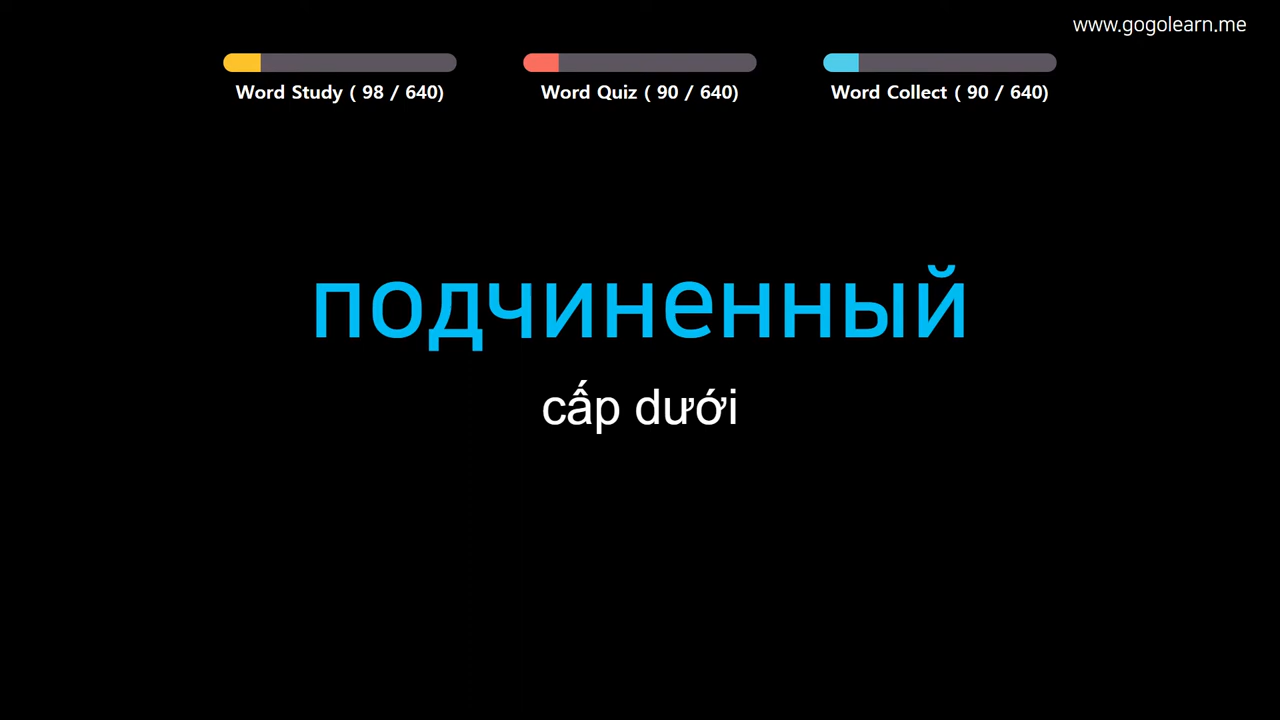 www.gogolearn.me
Word Study ( 98 / 640)
Word Quiz ( 90 / 640)
Word Collect ( 90 / 640)
подчиненный
cấp dưới